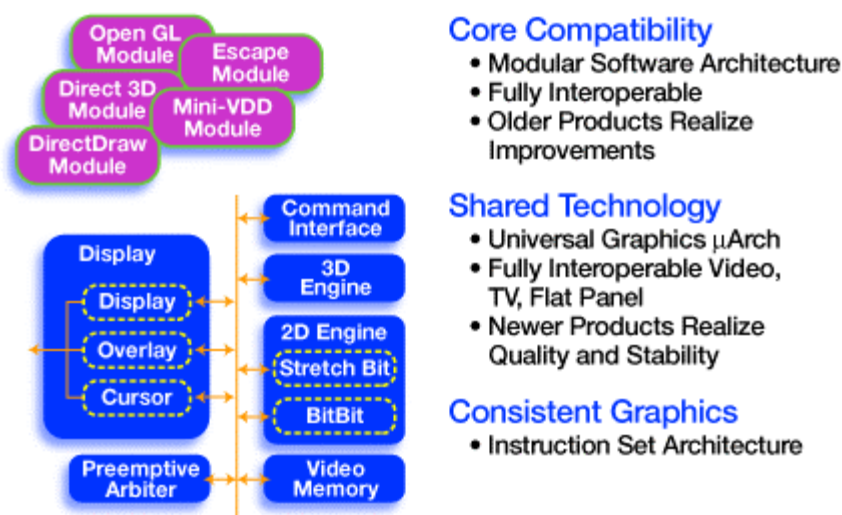 Open GL
Module
Escape
Module
Direct 3D
Module
Mini-VDD
Module
DirectDraw
Module
Command
Interface
Display
3D
Engine
Display
2D Engine
Overlay
Stretch Bit
Cursor
BitBit
Preemptive
Arbiter
Video
Memory
Core Compatibility
• Modular Software Architecture
• Fully Interoperable
• Older Products Realize
Improvements
Shared Technology
• Universal Graphics µArch
• Fully Interoperable Video,
TV, Flat Panel
• Newer Products Realize
Quality and Stability
Consistent Graphics
• Instruction Set Architecture